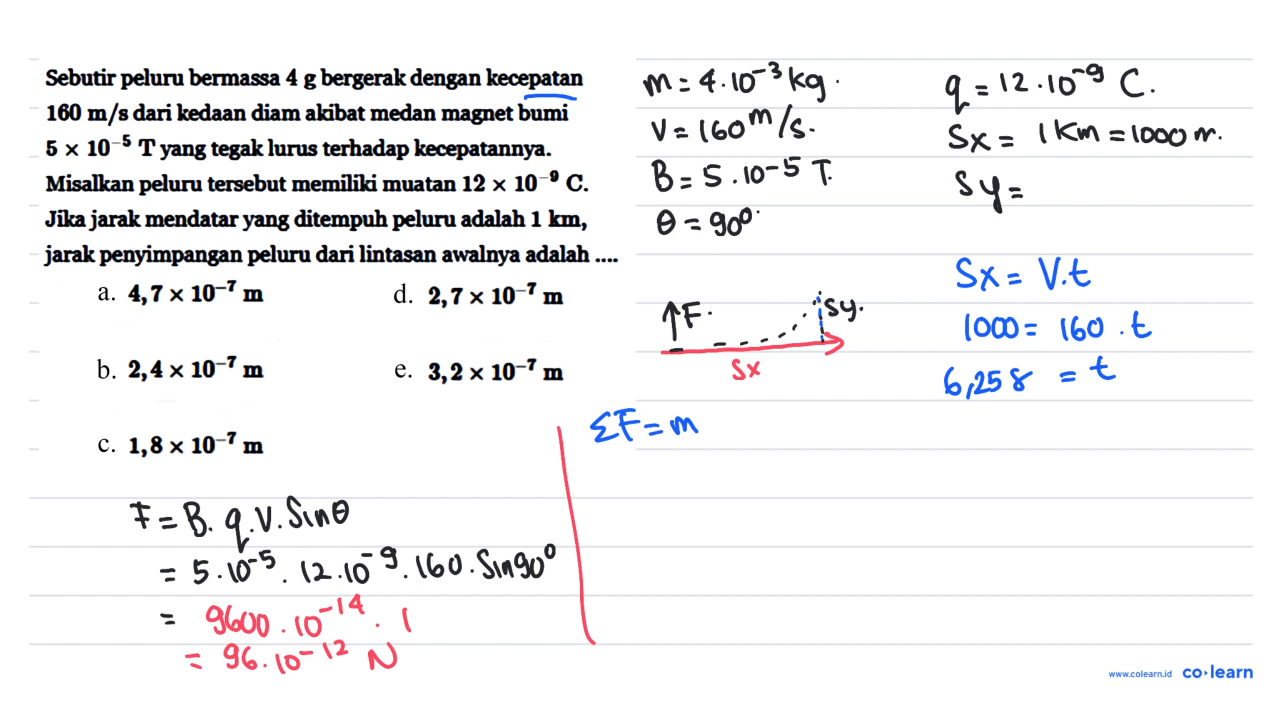 Sebutir peluru bermassa 4 g bergerak dengan kecepatan
160 m/s dari kedaan diam akibat medan magnet bumi
5 × 10⁻⁵ T yang tegak lurus terhadap kecepatannya.
Misalkan peluru tersebut memiliki muatan 12 × 10⁻⁹ C.
Jika jarak mendatar yang ditempuh peluru adalah 1 km,
jarak penyimpangan peluru dari lintasan awalnya adalah ....
a. 4,7 × 10⁻⁷ m
d. 2,7 × 10⁻⁷ m
b. 2,4 × 10⁻⁷ m
e. 3,2 × 10⁻⁷ m
c. 1,8 × 10⁻⁷ m
F = B. q. V. Sin θ
= 5.10⁻⁵ . 12.10⁻⁹ . 160 . Sin 90⁰
= 9600 . 10⁻¹⁴ . 1
= 96 . 10⁻¹² N
m = 4.10⁻³ kg.
V = 160 m/s.
B = 5.10⁻⁵ T.
θ = 90⁰.
q = 12.10⁻⁹ C.
Sx = 1 Km = 1000 m.
Sy =
F.
Sy.
Sx
Sx = V.t
1000 = 160 . t
6,25 s = t
ΣF = m
www.colearn.id
co·learn